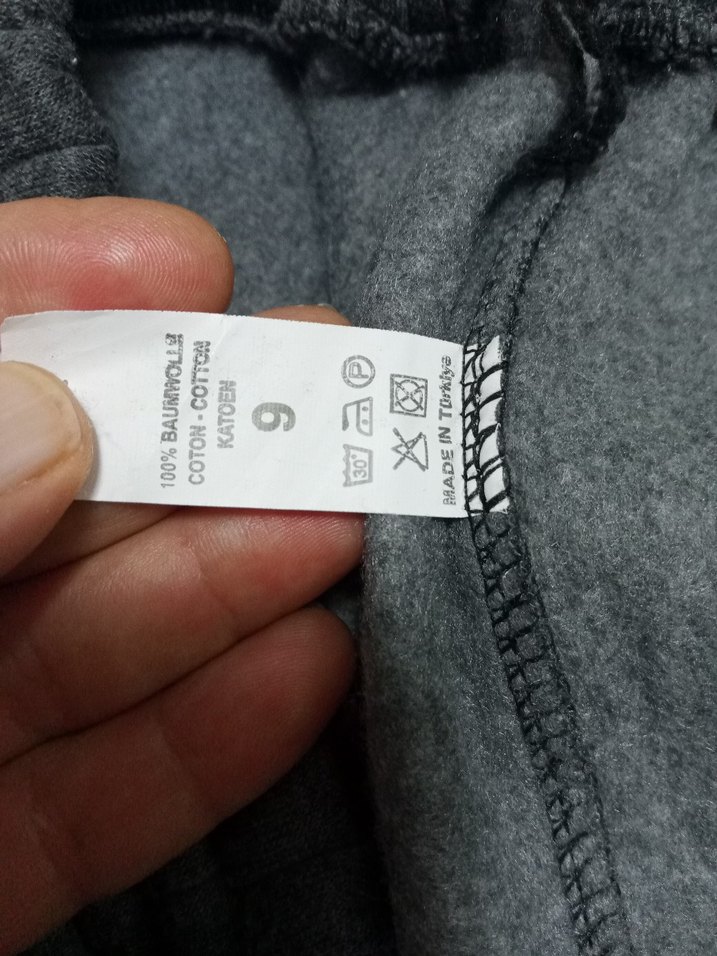 100% BAUMWOLLE
COTON - COTTON
KATOEN
9
30° P
MADE IN Türkiye